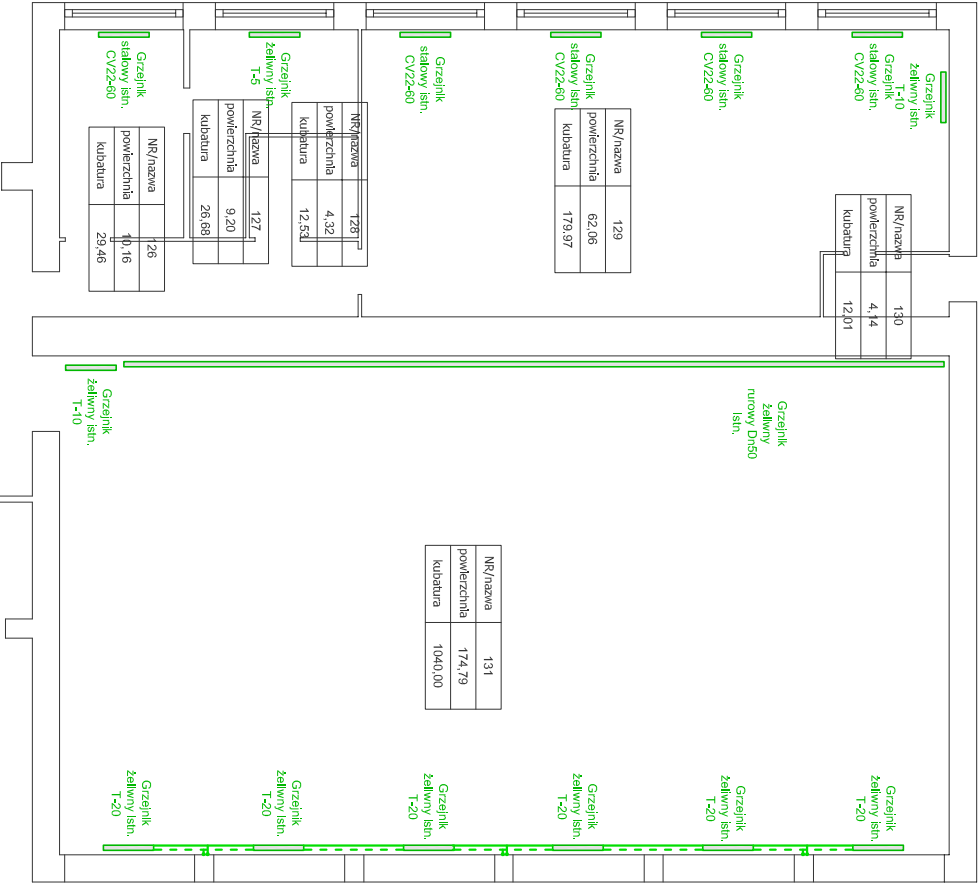 Grzejnik
stalowy istn.
CV22-60
Grzejnik
żeliwny istn.
T-5
Grzejnik
stalowy istn.
CV22-60
Grzejnik
stalowy istn.
CV22-60
Grzejnik
stalowy istn.
CV22-60
Grzejnik
stalowy istn.
CV22-60
Grzejnik
żeliwny istn.
T-10
NR/nazwa 126
powierzchnia 10,16
kubatura 29,46
NR/nazwa 127
powierzchnia 9,20
kubatura 26,68
NR/nazwa 128
powierzchnia 4,32
kubatura 12,53
NR/nazwa 129
powierzchnia 62,06
kubatura 179,97
NR/nazwa 130
powierzchnia 4,14
kubatura 12,01
Grzejnik
żeliwny istn.
T-10
Grzejnik
żeliwny
rurowy Dn50
istn.
NR/nazwa 131
powierzchnia 174,79
kubatura 1040,00
Grzejnik
żeliwny istn.
T-20
Grzejnik
żeliwny istn.
T-20
Grzejnik
żeliwny istn.
T-20
Grzejnik
żeliwny istn.
T-20
Grzejnik
żeliwny istn.
T-20
Grzejnik
żeliwny istn.
T-20